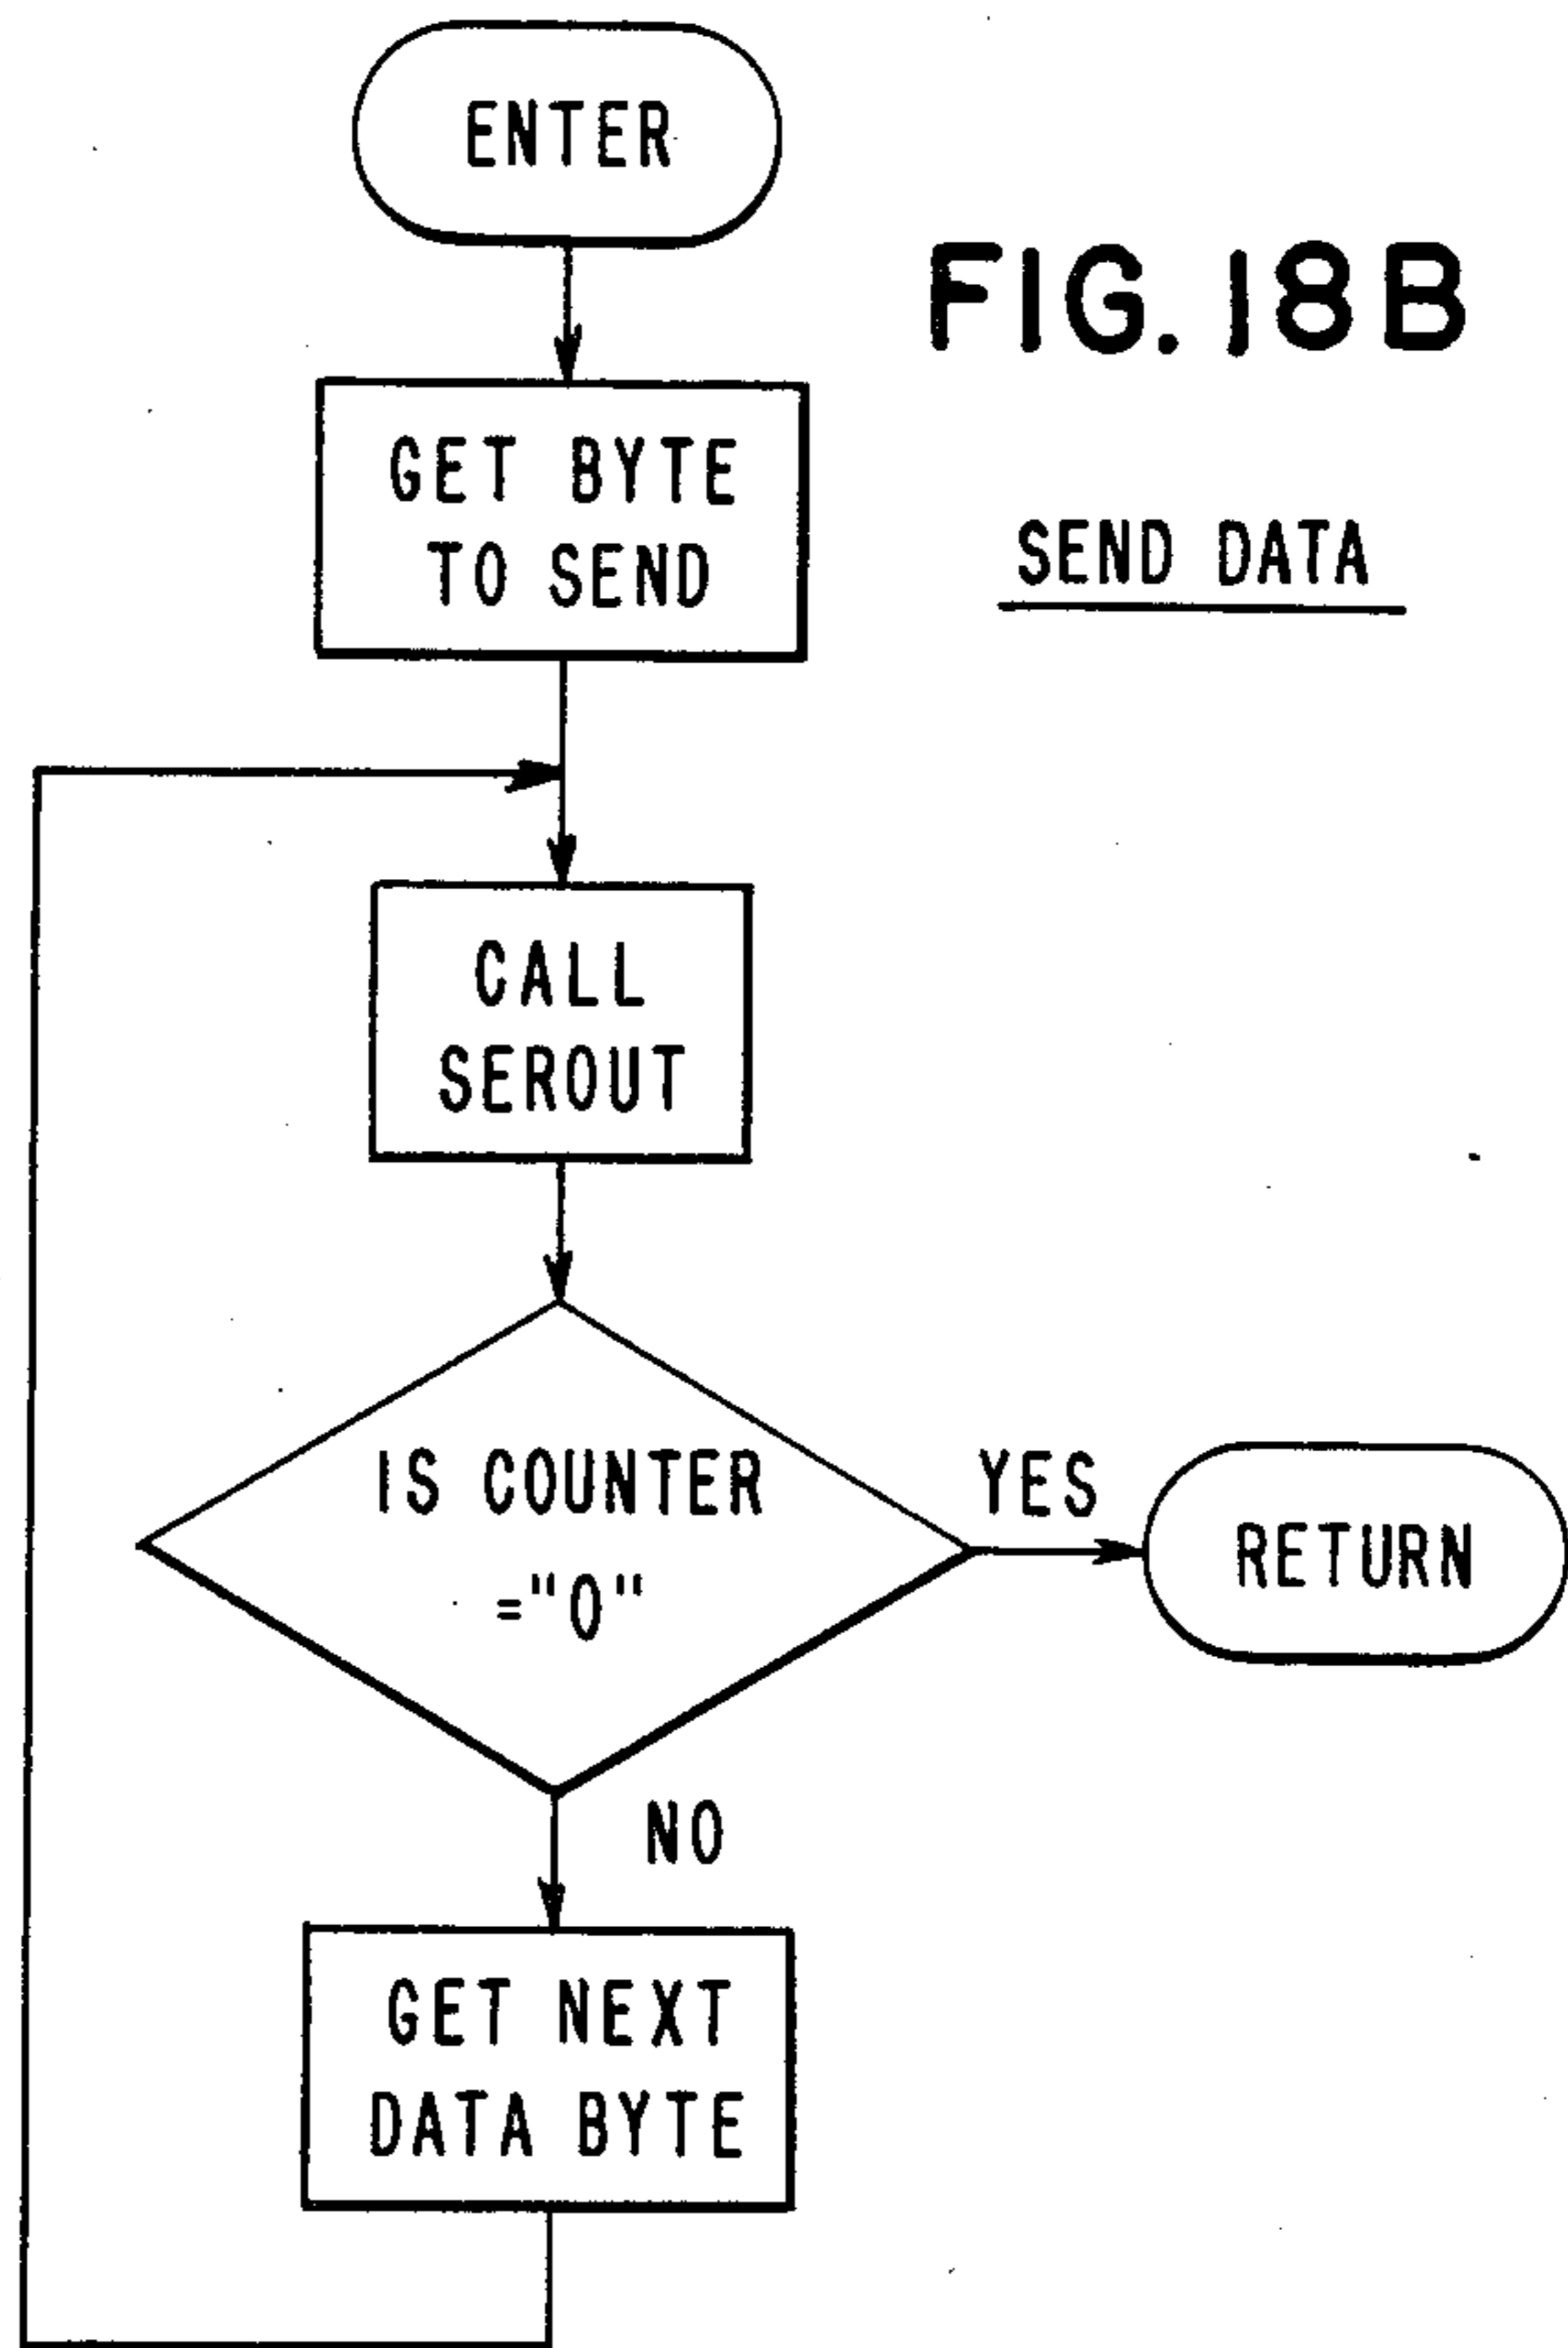 ENTER
FIG. 18B
GET BYTE
TO SEND
SEND DATA
CALL
SEROUT
IS COUNTER
="0"
YES
RETURN
NO
GET NEXT
DATA BYTE